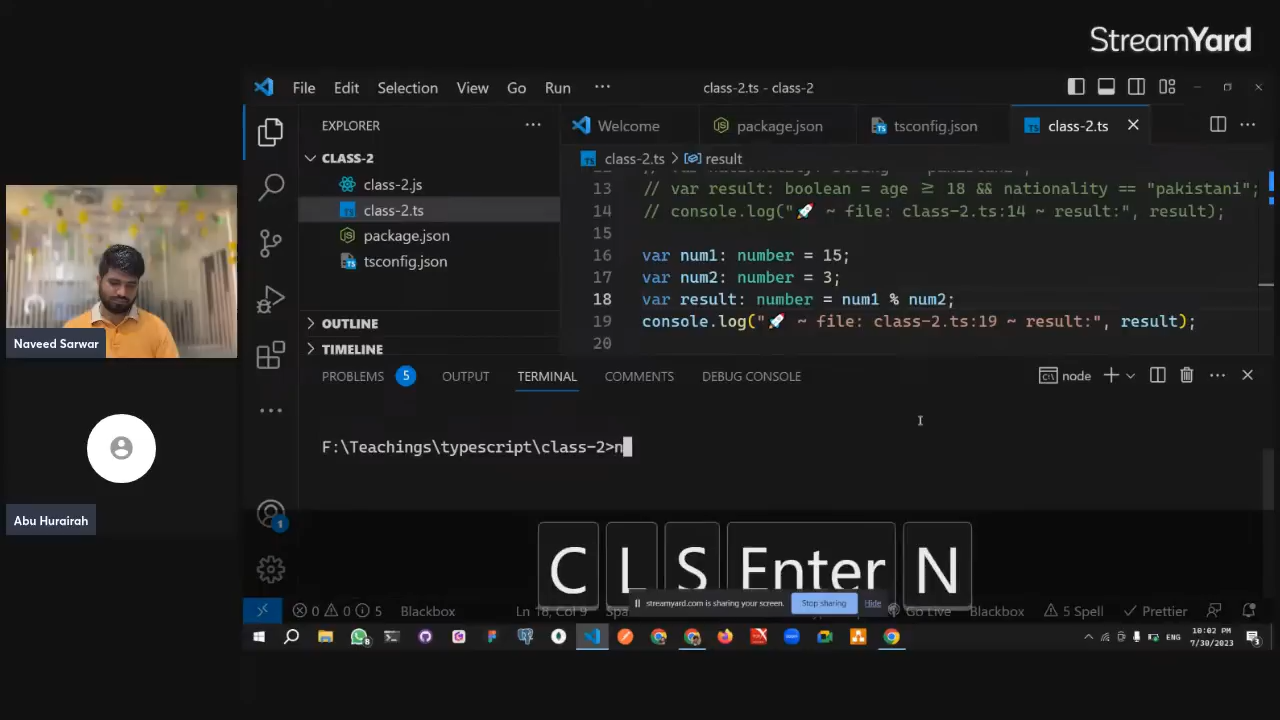 StreamYard
File Edit Selection View Go Run ··· class-2.ts - class-2
EXPLORER ···
Welcome package.json tsconfig.json class-2.ts
CLASS-2
class-2.ts > result
class-2.js
class-2.ts
package.json
tsconfig.json
OUTLINE
TIMELINE
13 // var result: boolean = age ≥ 18 && nationality == "pakistani";
14 // console.log("🚀 ~ file: class-2.ts:14 ~ result:", result);
15
16 var num1: number = 15;
17 var num2: number = 3;
18 var result: number = num1 % num2;
19 console.log("🚀 ~ file: class-2.ts:19 ~ result:", result);
20
PROBLEMS 5 OUTPUT TERMINAL COMMENTS DEBUG CONSOLE node
F:\Teachings\typescript\class-2>n
Naveed Sarwar
Abu Hurairah
C L S Enter N
streamyard.com is sharing your screen. Stop sharing Hide
1
0 0 5 Blackbox Ln 18, Col 9 Go Live Blackbox 5 Spell Prettier
ENG 10:02 PM
7/30/2023